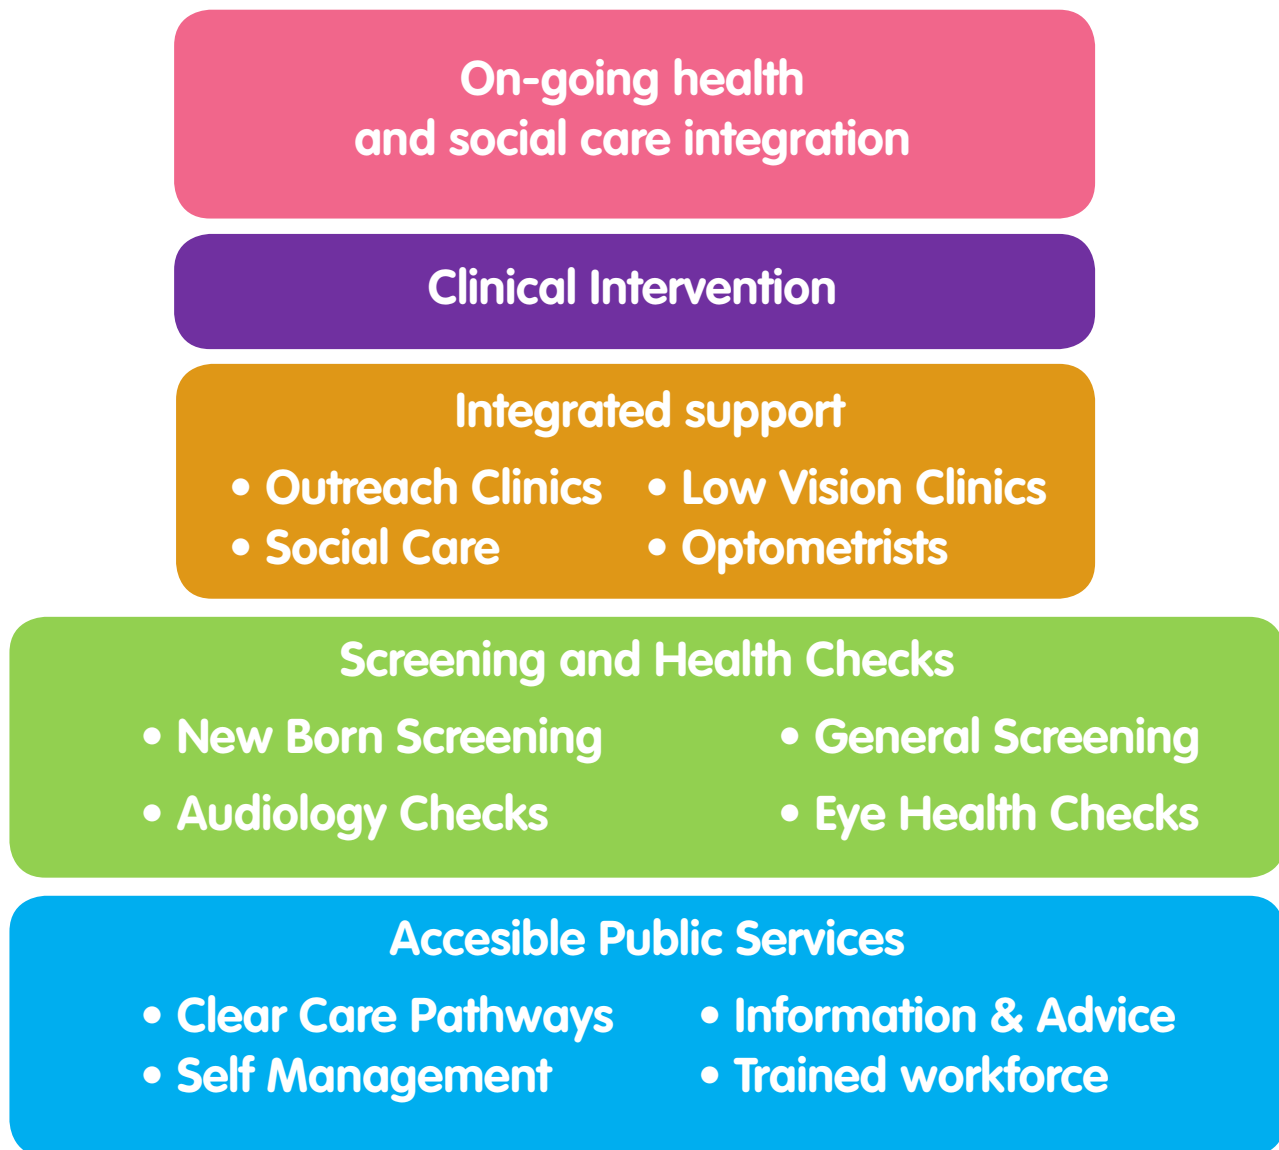 On-going health
and social care integration
Clinical Intervention
Integrated support
• Outreach Clinics • Low Vision Clinics
• Social Care • Optometrists
Screening and Health Checks
• New Born Screening • General Screening
• Audiology Checks • Eye Health Checks
Accesible Public Services
• Clear Care Pathways • Information & Advice
• Self Management • Trained workforce